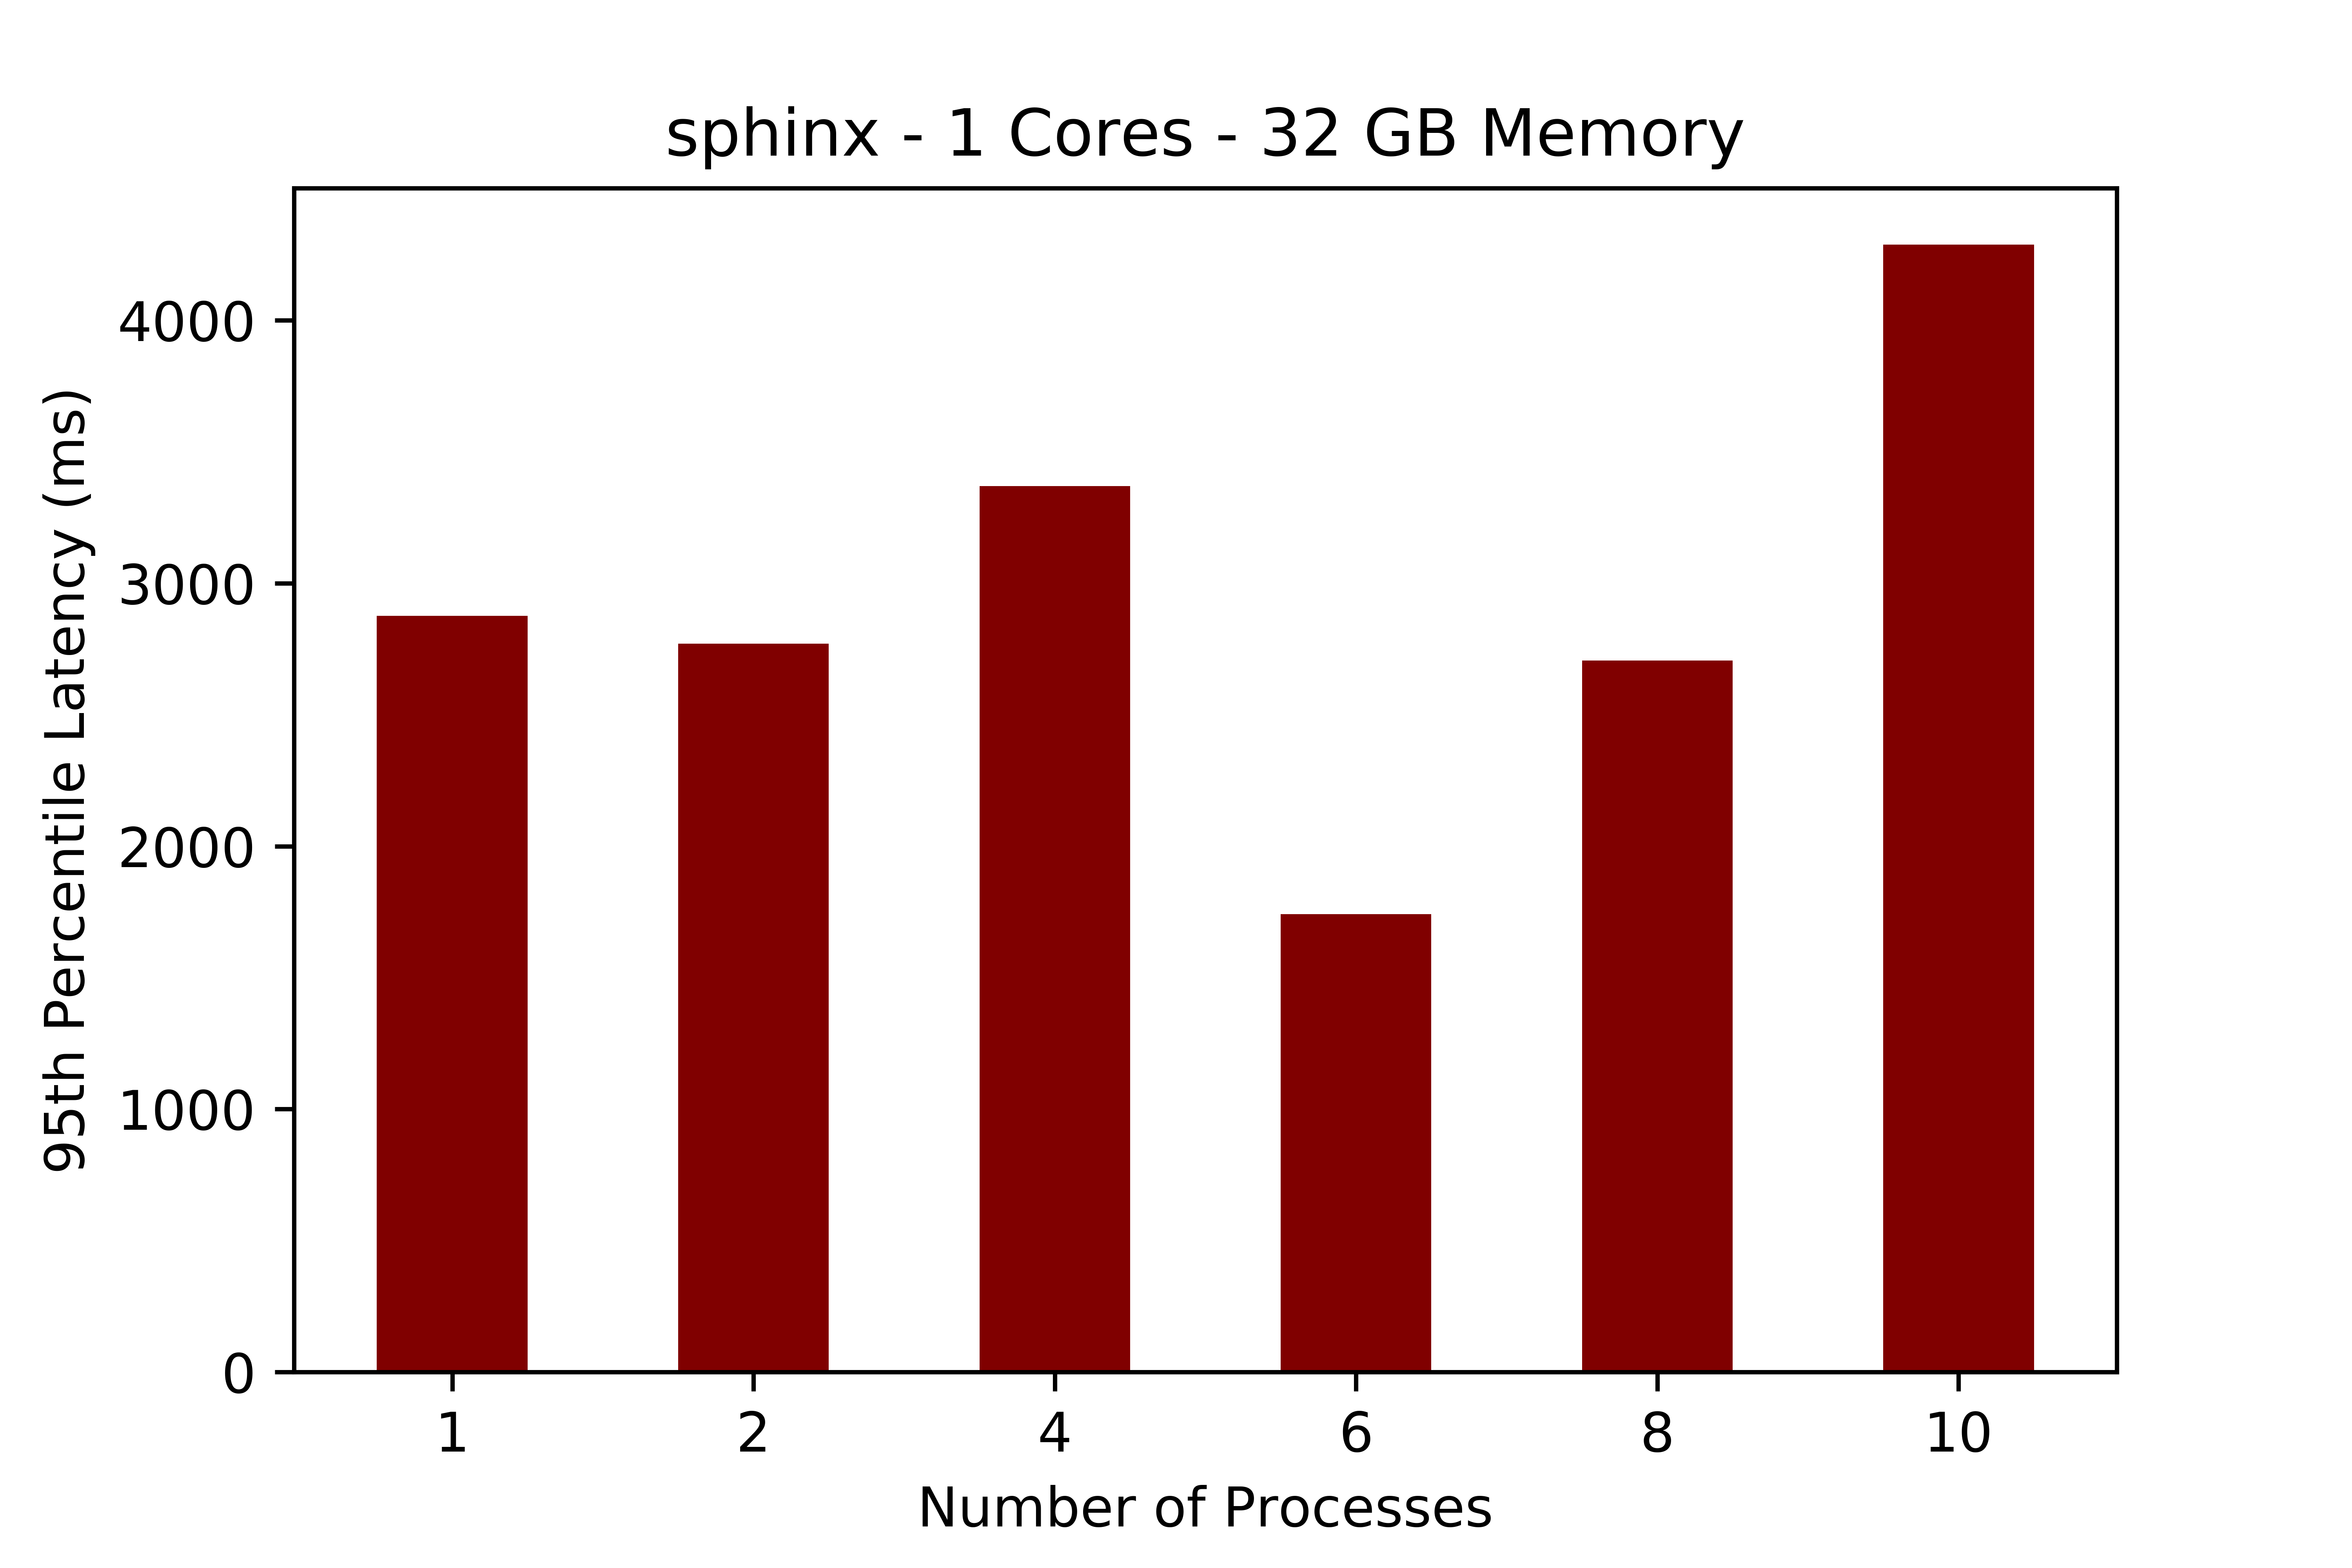 sphinx - 1 Cores - 32 GB Memory
95th Percentile Latency (ms)
4000
3000
2000
1000
0
1 2 4 6 8 10
Number of Processes